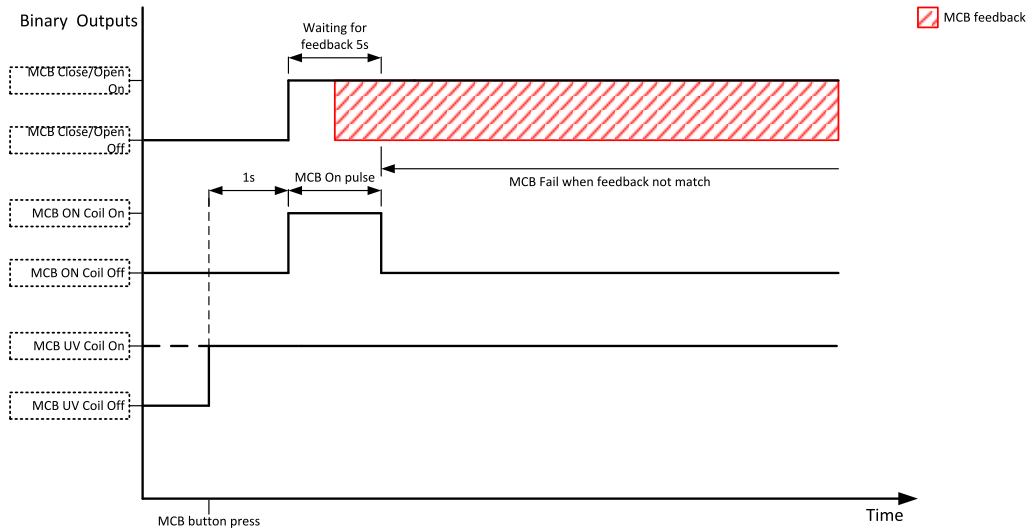 Binary Outputs
MCB feedback
Waiting for
feedback 5s
MCB Close/Open
On
MCB Close/Open
Off
1s
MCB On pulse
MCB Fail when feedback not match
MCB ON Coil On
MCB ON Coil Off
MCB UV Coil On
MCB UV Coil Off
Time
MCB button press